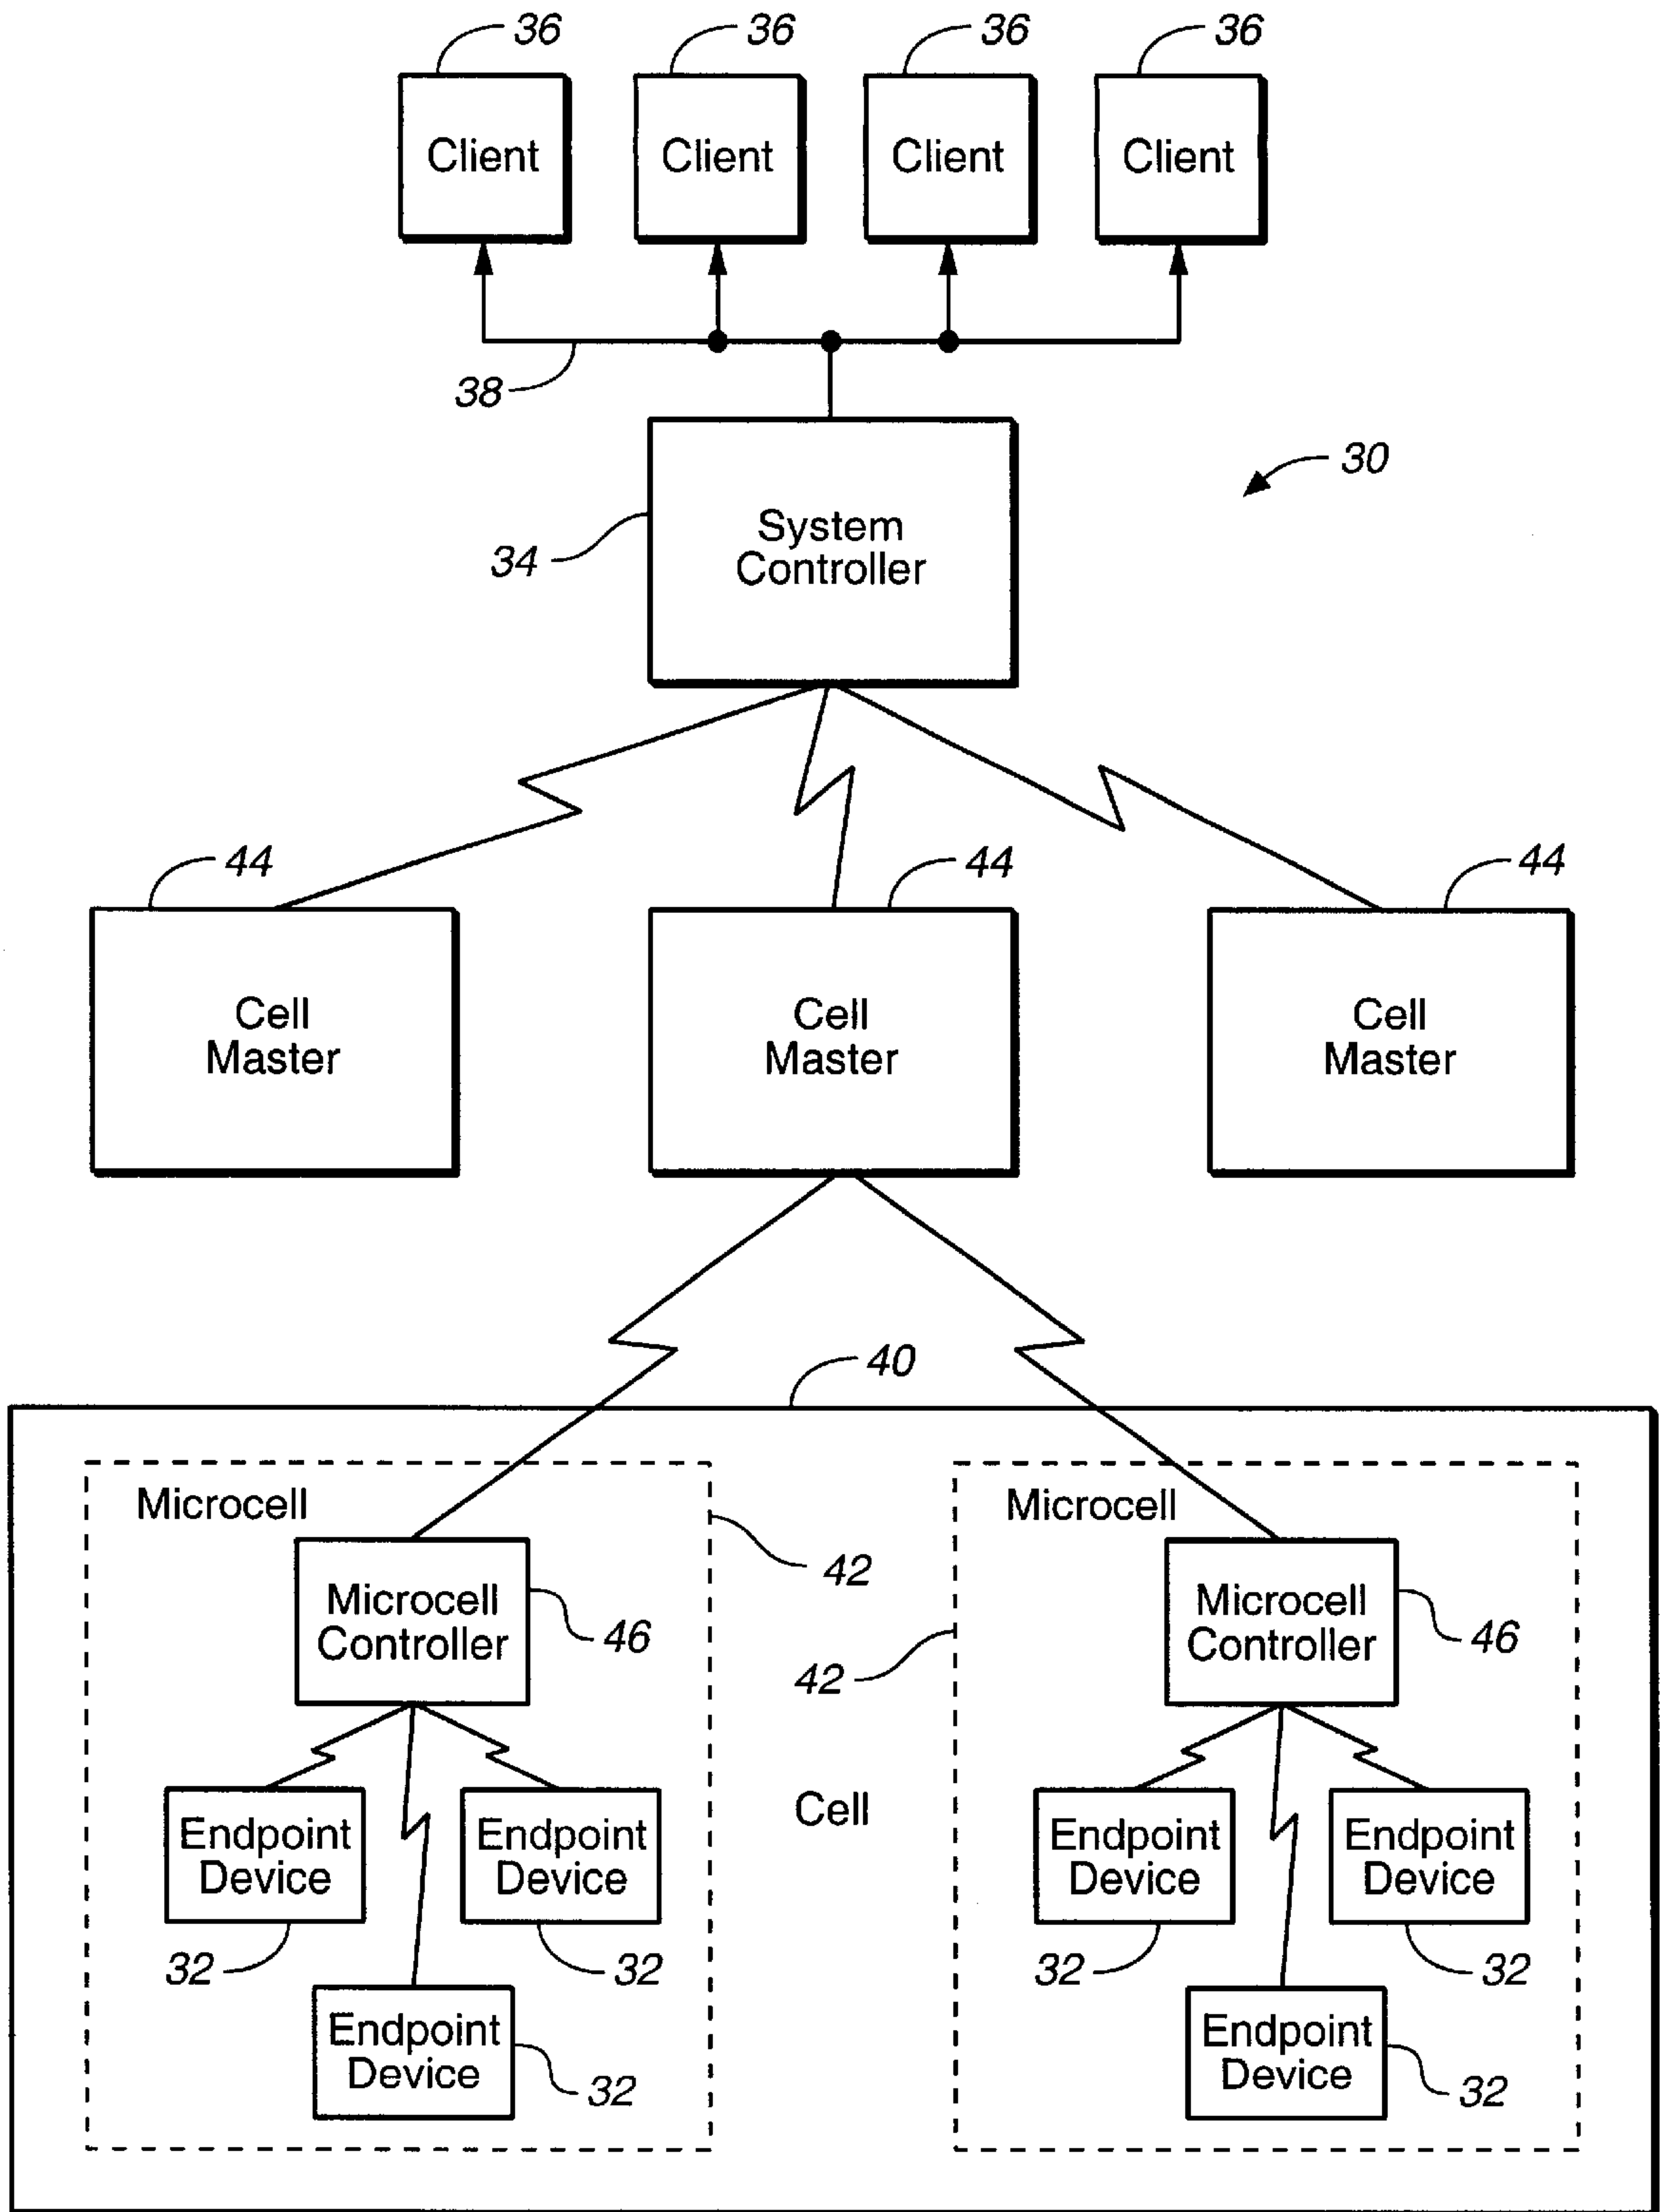 36 36 36 36
Client Client Client Client
38
30
System
Controller
34
44 44 44
Cell
Master
Cell
Master
Cell
Master
40
Microcell
Microcell
42
Microcell
Controller
46
Microcell
Controller
46
42
Cell
Endpoint
Device
Endpoint
Device
Endpoint
Device
Endpoint
Device
32 32 32 32
Endpoint
Device
32
Endpoint
Device
32